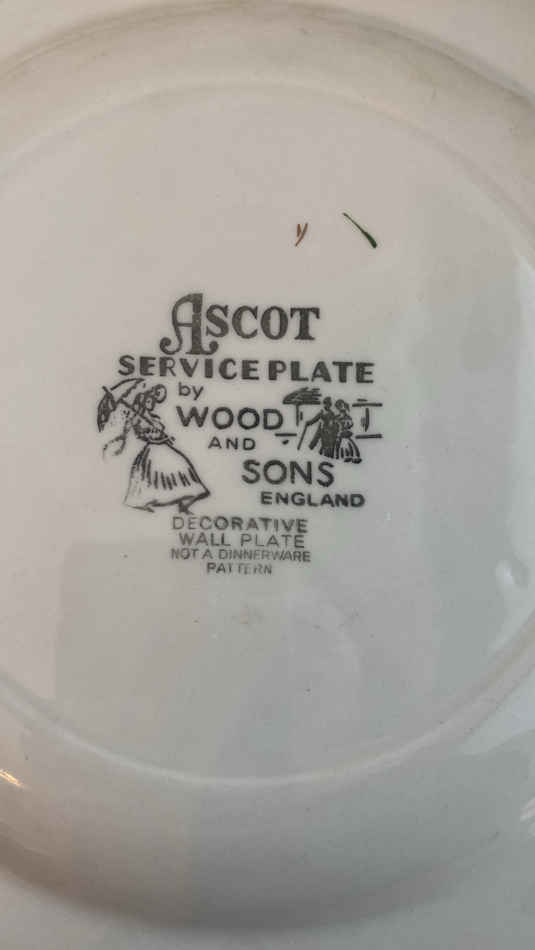 ASCOT
SERVICE PLATE
by
WOOD
AND
SONS
ENGLAND
DECORATIVE
WALL PLATE
NOT A DINNERWARE
PATTERN